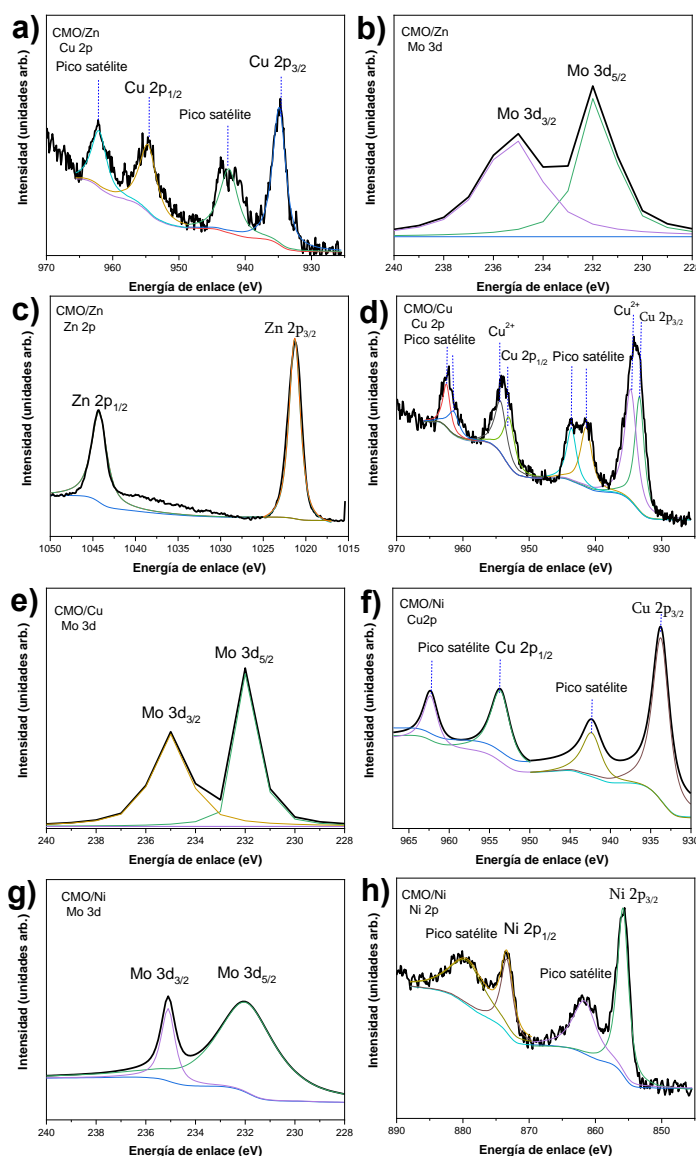 a)
CMO/Zn
Cu 2p
Pico satélite
Cu 2p1/2
Pico satélite
Cu 2p3/2
Intensidad (unidades arb.)
970 960 950 940 930
Energía de enlace (eV)
b)
CMO/Zn
Mo 3d
Mo 3d3/2
Mo 3d5/2
Intensidad (unidades arb.)
240 238 236 234 232 230 228
Energía de enlace (eV)
c)
CMO/Zn
Zn 2p
Zn 2p1/2
Zn 2p3/2
Intensidad (unidades arb.)
1050 1045 1040 1035 1030 1025 1020 1015
Energía de enlace (eV)
d)
CMO/Cu
Cu 2p
Pico satélite
Cu2+
Cu 2p1/2
Pico satélite
Cu2+
Cu 2p3/2
Intensidad (unidades arb.)
970 960 950 940 930
Energía de enlace (eV)
e)
CMO/Cu
Mo 3d
Mo 3d3/2
Mo 3d5/2
Intensidad (unidades arb.)
240 238 236 234 232 230 228
Energía de enlace (eV)
f)
CMO/Ni
Cu2p
Pico satélite
Cu 2p1/2
Pico satélite
Cu 2p3/2
Intensidad (unidades arb.)
965 960 955 950 945 940 935 930
Energía de enlace (eV)
g)
CMO/Ni
Mo 3d
Mo 3d3/2
Mo 3d5/2
Intensidad (unidades arb.)
240 238 235 233 230 228
Energía de enlace (eV)
h)
CMO/Ni
Ni 2p
Pico satélite
Ni 2p1/2
Pico satélite
Ni 2p3/2
Intensidad (unidades arb.)
890 880 870 860 850
Energía de enlace (eV)